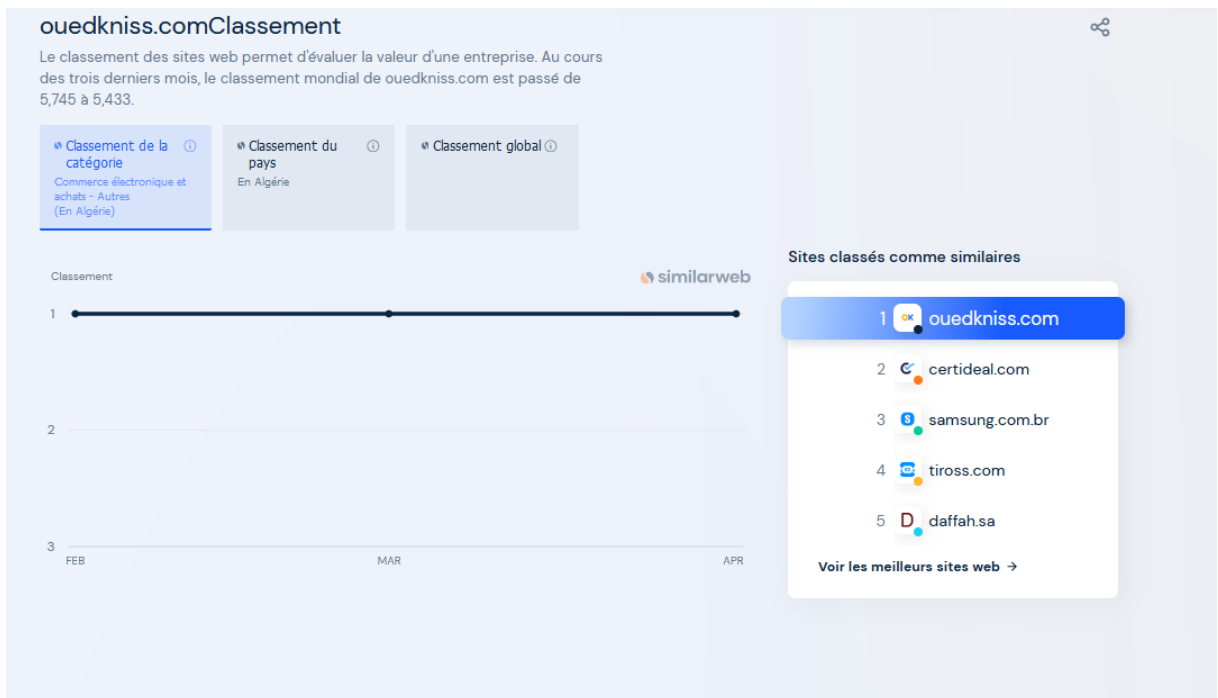 ouedkniss.comClassement
Le classement des sites web permet d'évaluer la valeur d'une entreprise. Au cours
des trois derniers mois, le classement mondial de ouedkniss.com est passé de
5,745 à 5,433.
Classement de la
catégorie
Commerce électronique et
achats - Autres
(En Algérie)
Classement du
pays
En Algérie
Classement global
Classement
similarweb
1
2
3
FEB
MAR
APR
Sites classés comme similaires
1 OK ouedkniss.com
2 certideal.com
3 S samsung.com.br
4 tiross.com
5 D daffah.sa
Voir les meilleurs sites web →